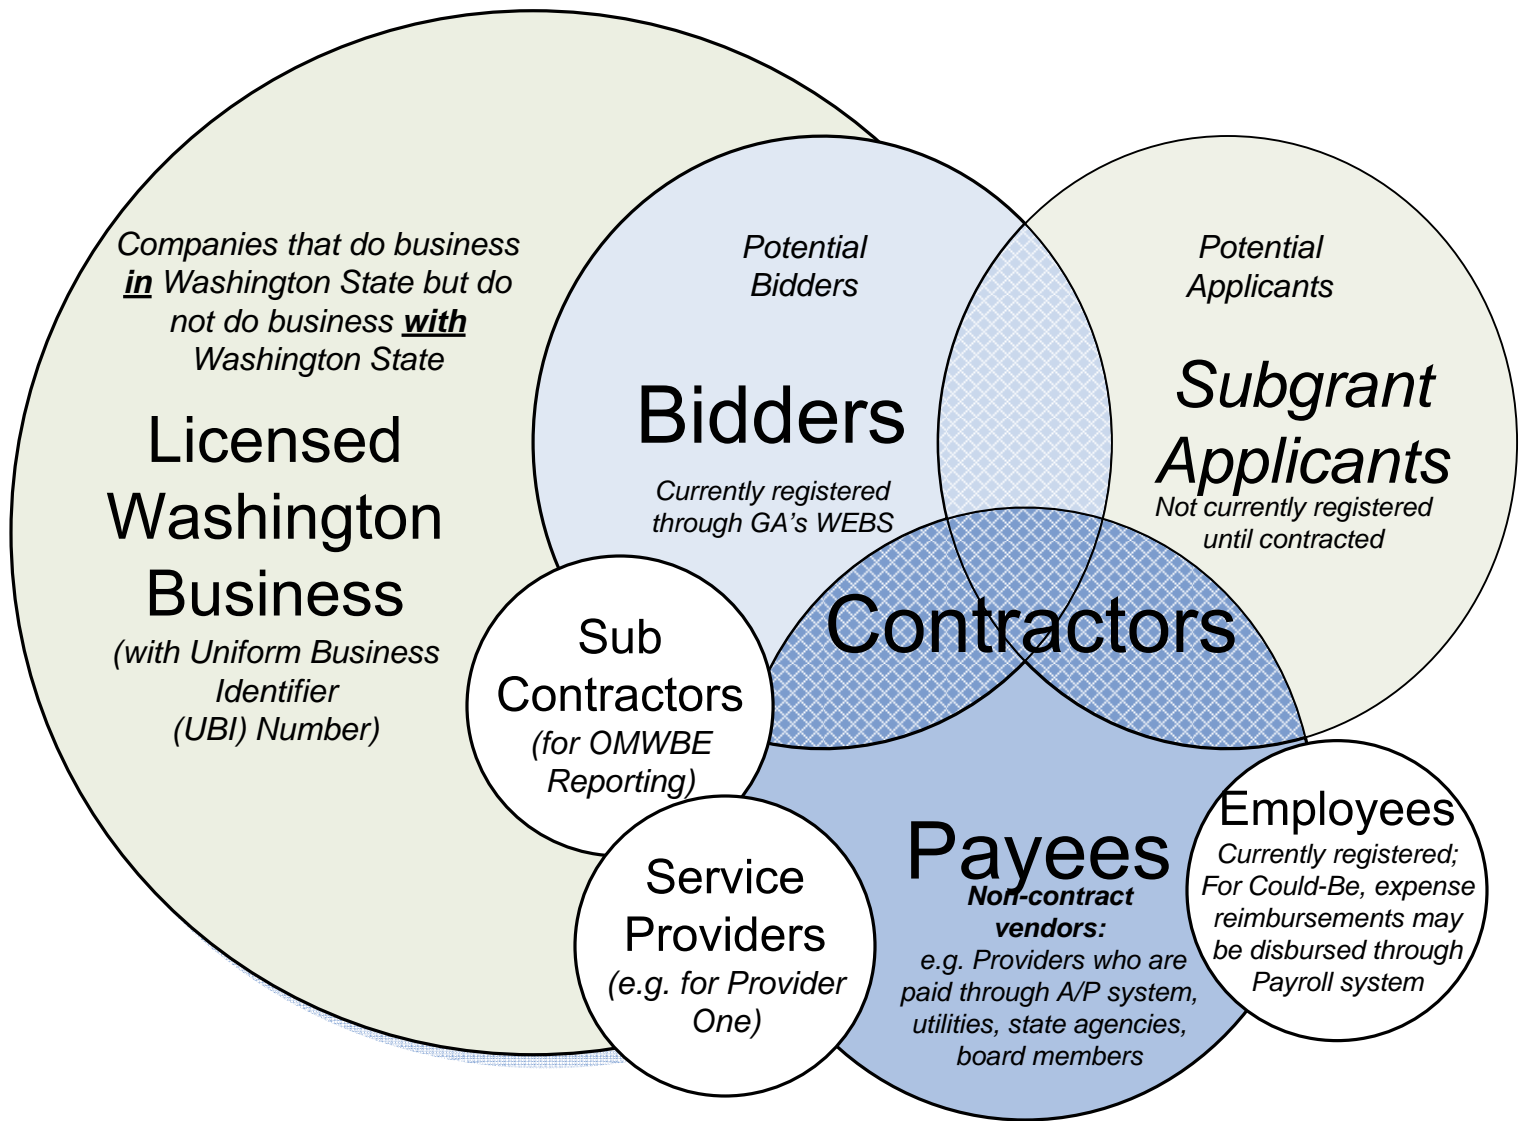 Companies that do business
in Washington State but do
not do business with
Washington State
Licensed
Washington
Business
(with Uniform Business
Identifier
(UBI) Number)
Potential
Bidders
Bidders
Currently registered
through GA's WEBS
Potential
Applicants
Subgrant
Applicants
Not currently registered
until contracted
Contractors
Sub
Contractors
(for OMWBE
Reporting)
Service
Providers
(e.g. for Provider
One)
Payees
Non-contract
vendors:
e.g. Providers who are
paid through A/P system,
utilities, state agencies,
board members
Employees
Currently registered;
For Could-Be, expense
reimbursements may
be disbursed through
Payroll system